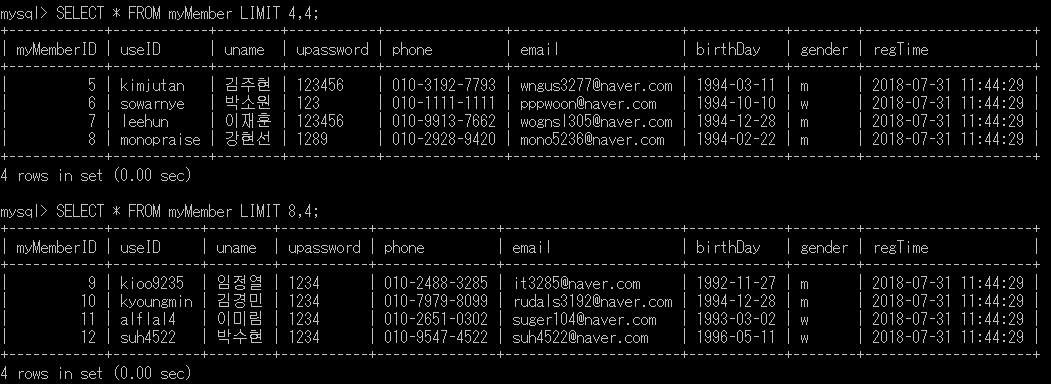 mysql> SELECT * FROM myMember LIMIT 4,4;
+------------+------------+--------+-----------+---------------+----------------------+------------+--------+---------------------+
| myMemberID | useID      | uname  | upassword | phone         | email                | birthDay   | gender | regTime             |
+------------+------------+--------+-----------+---------------+----------------------+------------+--------+---------------------+
|          5 | kimjutan   | 김주현 | 123456    | 010-3192-7793 | wngus3277@naver.com  | 1994-03-11 | m      | 2018-07-31 11:44:29 |
|          6 | sowarnye   | 박소원 | 123       | 010-1111-1111 | pppwoon@naver.com    | 1994-10-10 | w      | 2018-07-31 11:44:29 |
|          7 | leehun     | 이재훈 | 123456    | 010-9913-7662 | wognsl305@naver.com  | 1994-12-28 | m      | 2018-07-31 11:44:29 |
|          8 | monopraise | 강현선 | 1289      | 010-2928-9420 | mono5236@naver.com   | 1994-02-22 | m      | 2018-07-31 11:44:29 |
+------------+------------+--------+-----------+---------------+----------------------+------------+--------+---------------------+
4 rows in set (0.00 sec)
mysql> SELECT * FROM myMember LIMIT 8,4;
+------------+-----------+--------+-----------+---------------+----------------------+------------+--------+---------------------+
| myMemberID | useID     | uname  | upassword | phone         | email                | birthDay   | gender | regTime             |
+------------+-----------+--------+-----------+---------------+----------------------+------------+--------+---------------------+
|          9 | kioo9235  | 임정열 | 1234      | 010-2488-3285 | it3285@naver.com     | 1992-11-27 | m      | 2018-07-31 11:44:29 |
|         10 | kyoungmin | 김경민 | 1234      | 010-7979-8099 | rudals3192@naver.com | 1994-12-28 | m      | 2018-07-31 11:44:29 |
|         11 | alflal4   | 이미림 | 1234      | 010-2651-0302 | suger104@naver.com   | 1993-03-02 | w      | 2018-07-31 11:44:29 |
|         12 | suh4522   | 박수현 | 1234      | 010-9547-4522 | suh4522@naver.com    | 1996-05-11 | w      | 2018-07-31 11:44:29 |
+------------+-----------+--------+-----------+---------------+----------------------+------------+--------+---------------------+
4 rows in set (0.00 sec)